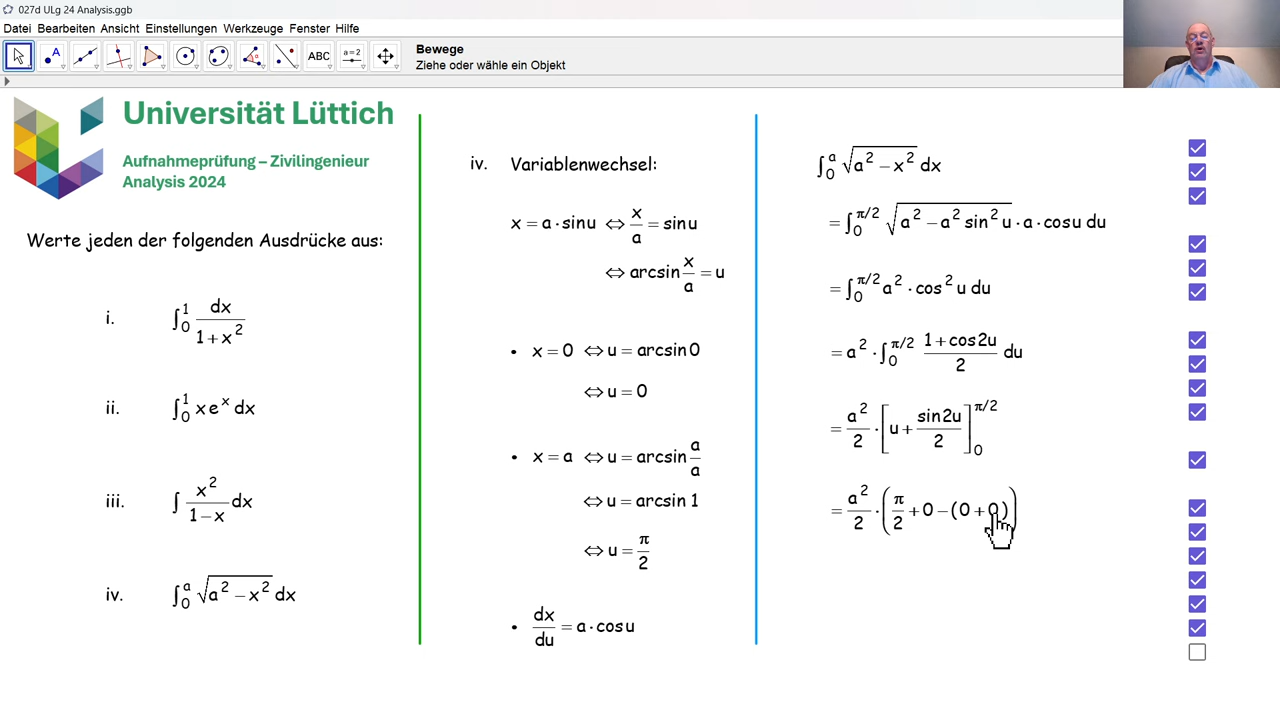 027d ULg 24 Analysis.ggb
Datei Bearbeiten Ansicht Einstellungen Werkzeuge Fenster Hilfe
A
ABC
a=2
Bewege
Ziehe oder wähle ein Objekt
Universität Lüttich
Aufnahmeprüfung – Zivilingenieur
Analysis 2024
Werte jeden der folgenden Ausdrücke aus:
i. ∫₀¹ dx/(1+x²)
ii. ∫₀¹ xeˣ dx
iii. ∫ x²/(1−x) dx
iv. ∫₀ᵃ √(a²−x²) dx
iv. Variablenwechsel:
x = a·sinu ⇔ x/a = sinu
⇔ arcsin x/a = u
• x = 0 ⇔ u = arcsin0
⇔ u = 0
• x = a ⇔ u = arcsin a/a
⇔ u = arcsin 1
⇔ u = π/2
• dx/du = a·cosu
∫₀ᵃ √(a²−x²) dx
= ∫₀^(π/2) √(a²−a² sin²u)·a·cosu du
= ∫₀^(π/2) a²·cos²u du
= a²·∫₀^(π/2) (1+cos2u)/2 du
= a²/2·[u + sin2u/2]₀^(π/2)
= a²/2·(π/2 + 0 − (0 + 0))